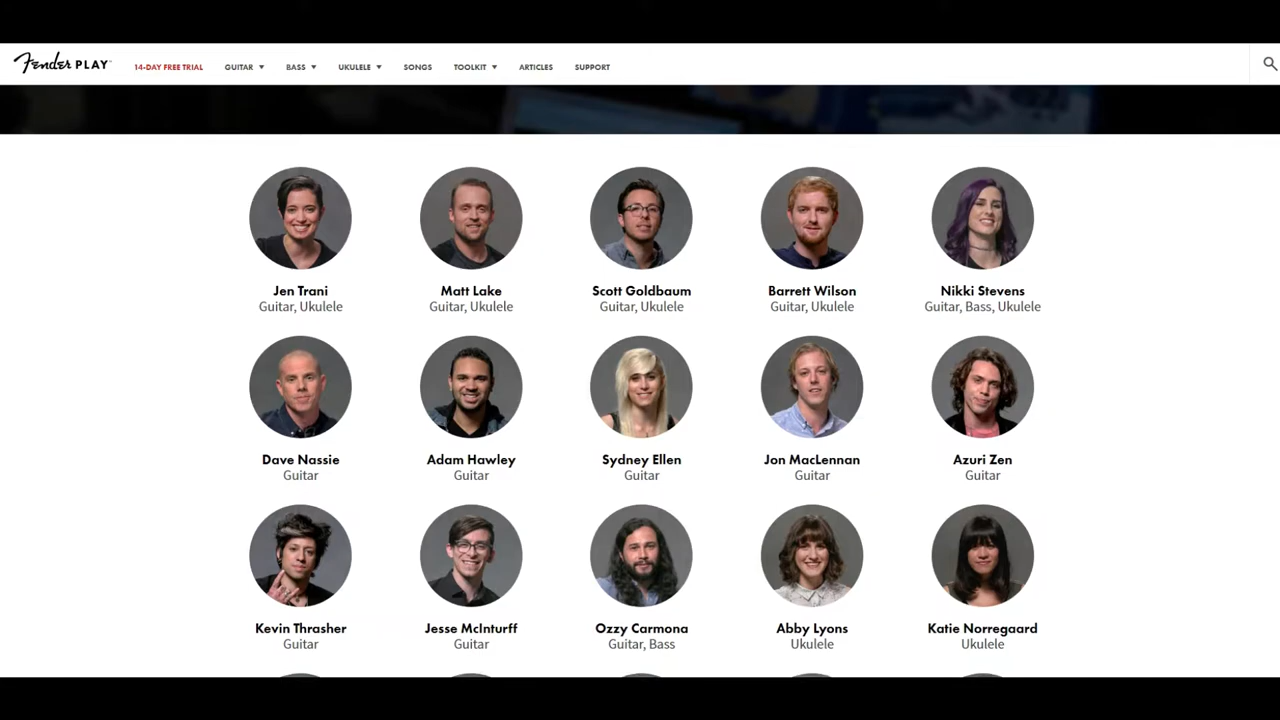 Fender PLAY
14-DAY FREE TRIAL
GUITAR
BASS
UKULELE
SONGS
TOOLKIT
ARTICLES
SUPPORT
Jen Trani
Guitar, Ukulele
Matt Lake
Guitar, Ukulele
Scott Goldbaum
Guitar, Ukulele
Barrett Wilson
Guitar, Ukulele
Nikki Stevens
Guitar, Bass, Ukulele
Dave Nassie
Guitar
Adam Hawley
Guitar
Sydney Ellen
Guitar
Jon MacLennan
Guitar
Azuri Zen
Guitar
Kevin Thrasher
Guitar
Jesse McInturff
Guitar
Ozzy Carmona
Guitar, Bass
Abby Lyons
Ukulele
Katie Norregaard
Ukulele